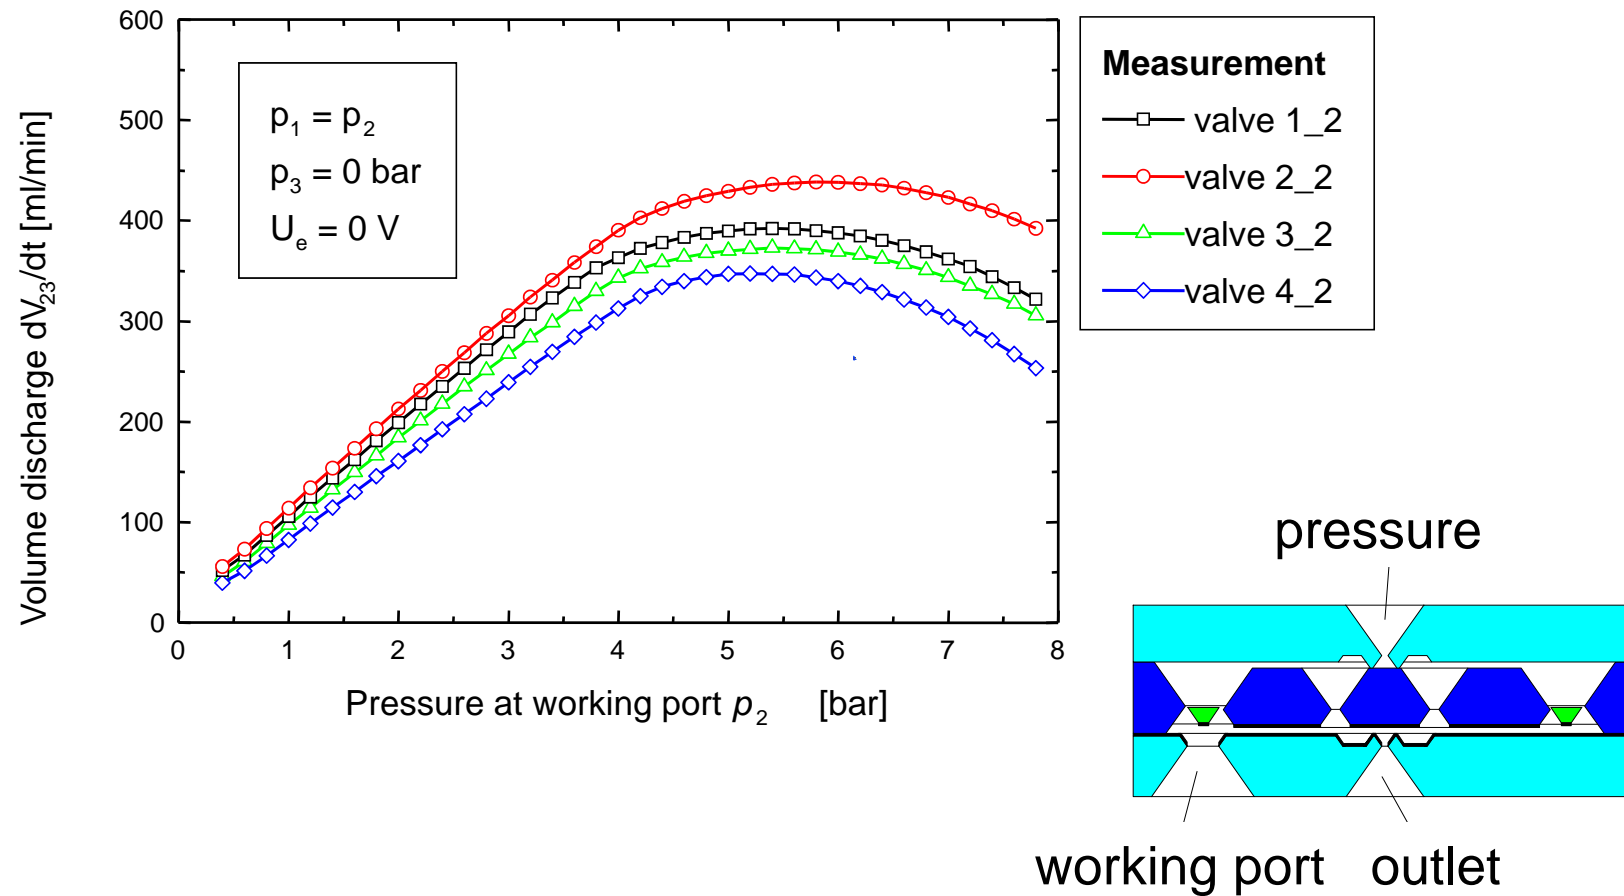 600
500
400
300
200
100
0
0 1 2 3 4 5 6 7 8
Volume discharge dV₂₃/dt [ml/min]
Pressure at working port p₂ [bar]
p₁ = p₂
p₃ = 0 bar
Uₑ = 0 V
Measurement
valve 1_2
valve 2_2
valve 3_2
valve 4_2
pressure
working port outlet